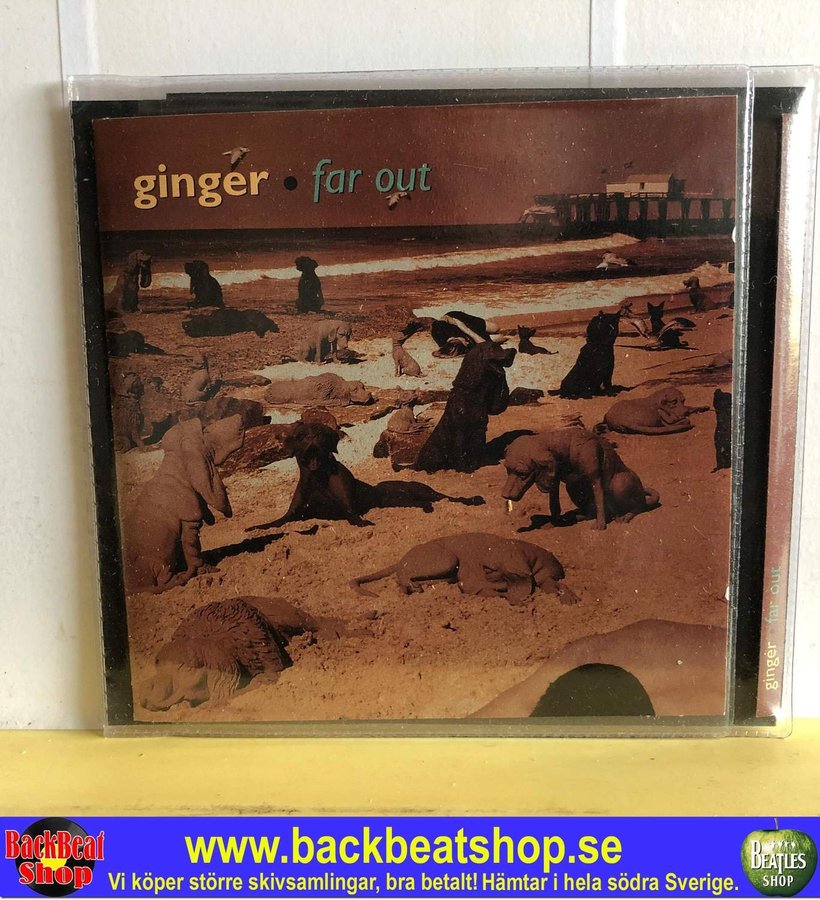 ginger • far out
gingér far out
www.backbeatshop.se
Vi köper större skivsamlingar, bra betalt! Hämtar i hela södra Sverige.
BackBeat
Shop
BEATLES
SHOP